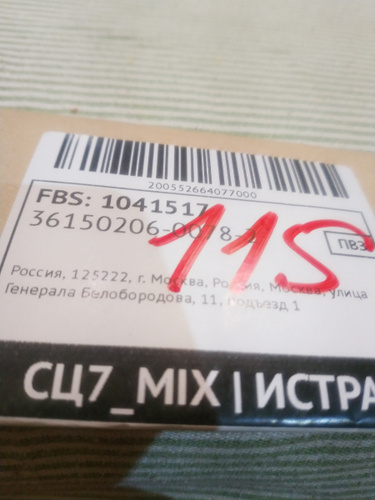 200552664077000
FBS: 1041517
36150206-0078-
ПВЗ
115
Россия, 125222, г. Москва, Россия, Москва, улица
Генерала Белобородова, 11, подъезд 1
СЦ7_MIX | ИСТРА